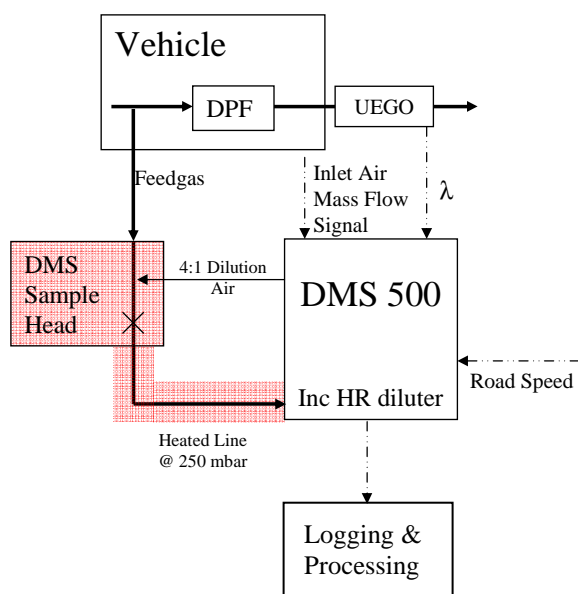 Vehicle
DPF
UEGO
Feedgas
Inlet Air
Mass Flow
Signal
λ
DMS
Sample
Head
4:1 Dilution
Air
DMS 500
Inc HR diluter
Road Speed
Heated Line
@ 250 mbar
Logging &
Processing